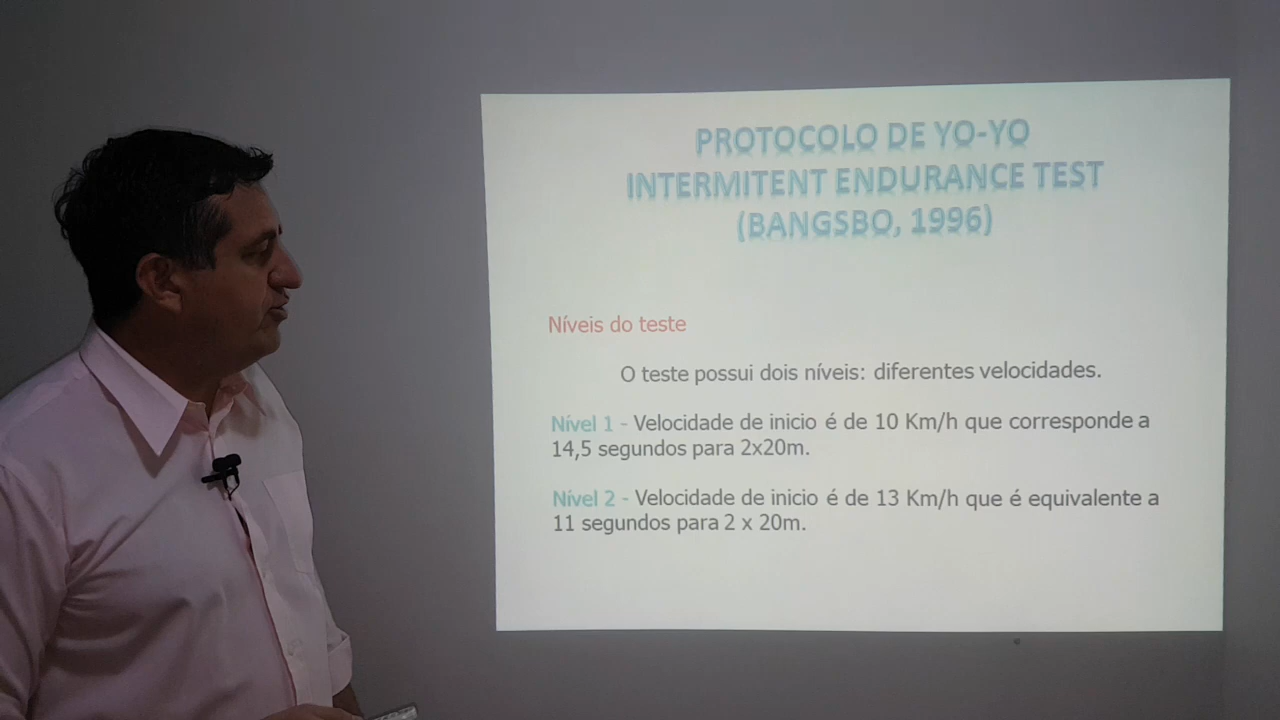 PROTOCOLO DE YO-YO
INTERMITENT ENDURANCE TEST
(BANGSBO, 1996)
Níveis do teste
O teste possui dois níveis: diferentes velocidades.
Nível 1 - Velocidade de inicio é de 10 Km/h que corresponde a
14,5 segundos para 2x20m.
Nível 2 - Velocidade de inicio é de 13 Km/h que é equivalente a
11 segundos para 2 x 20m.